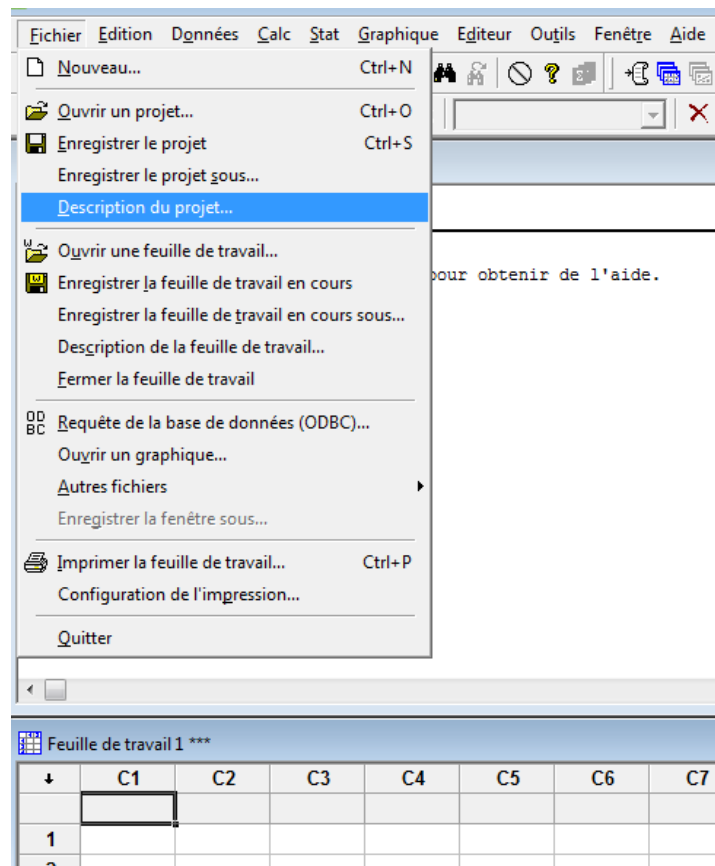 Fichier Edition Données Calc Stat Graphique Editeur Outils Fenêtre Aide
Nouveau... Ctrl+N
Ouvrir un projet... Ctrl+O
Enregistrer le projet Ctrl+S
Enregistrer le projet sous...
Description du projet...
Ouvrir une feuille de travail...
Enregistrer la feuille de travail en cours
pour obtenir de l'aide.
Enregistrer la feuille de travail en cours sous...
Description de la feuille de travail...
Fermer la feuille de travail
Requête de la base de données (ODBC)...
Ouvrir un graphique...
Autres fichiers
Enregistrer la fenêtre sous...
Imprimer la feuille de travail... Ctrl+P
Configuration de l'impression...
Quitter
Feuille de travail 1 ***
C1 C2 C3 C4 C5 C6 C7
1